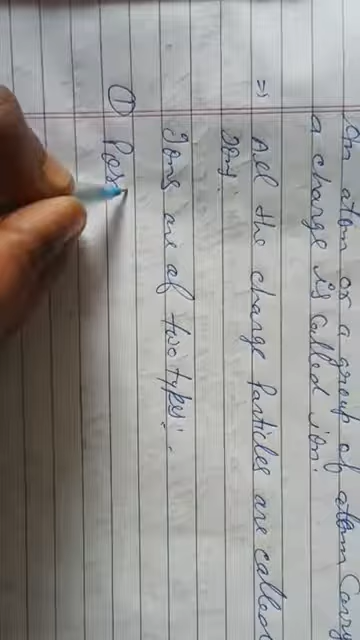 An atom or a group of atom Carry
a charge is called ion:
⇒ All the charge particles are called
Ions:
Ions are of two types:.
① Pos